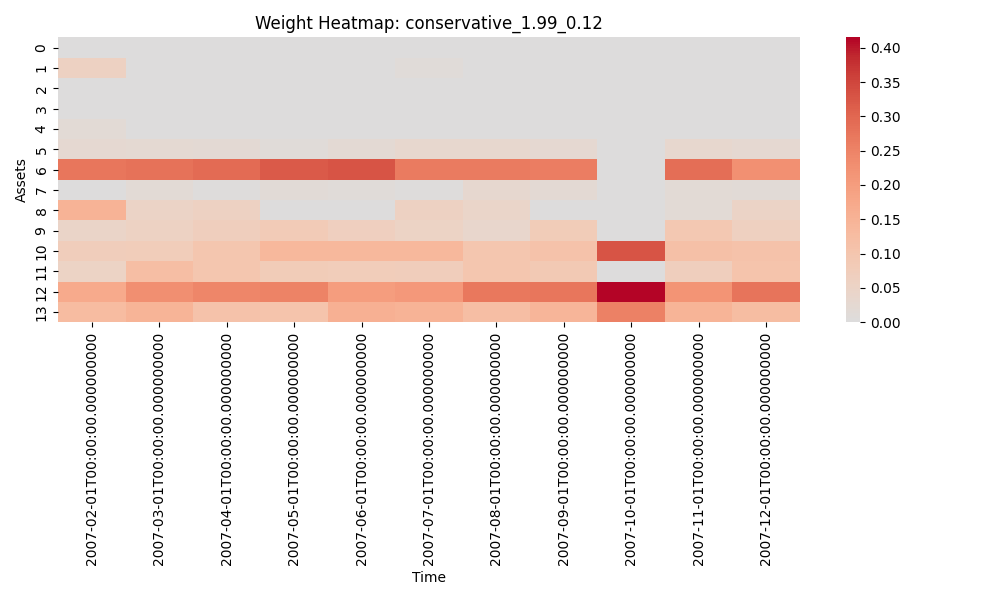 Weight Heatmap: conservative_1.99_0.12
Assets
0
1
2
3
4
5
6
7
8
9
10
11
12
13
0.40
0.35
0.30
0.25
0.20
0.15
0.10
0.05
0.00
2007-02-01T00:00:00.000000000
2007-03-01T00:00:00.000000000
2007-04-01T00:00:00.000000000
2007-05-01T00:00:00.000000000
2007-06-01T00:00:00.000000000
2007-07-01T00:00:00.000000000
2007-08-01T00:00:00.000000000
2007-09-01T00:00:00.000000000
2007-10-01T00:00:00.000000000
2007-11-01T00:00:00.000000000
2007-12-01T00:00:00.000000000
Time